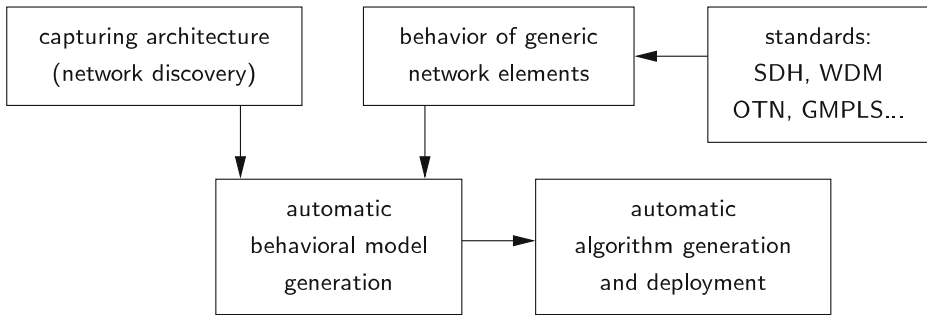 capturing architecture
(network discovery)
behavior of generic
network elements
standards:
SDH, WDM
OTN, GMPLS...
automatic
behavioral model
generation
automatic
algorithm generation
and deployment